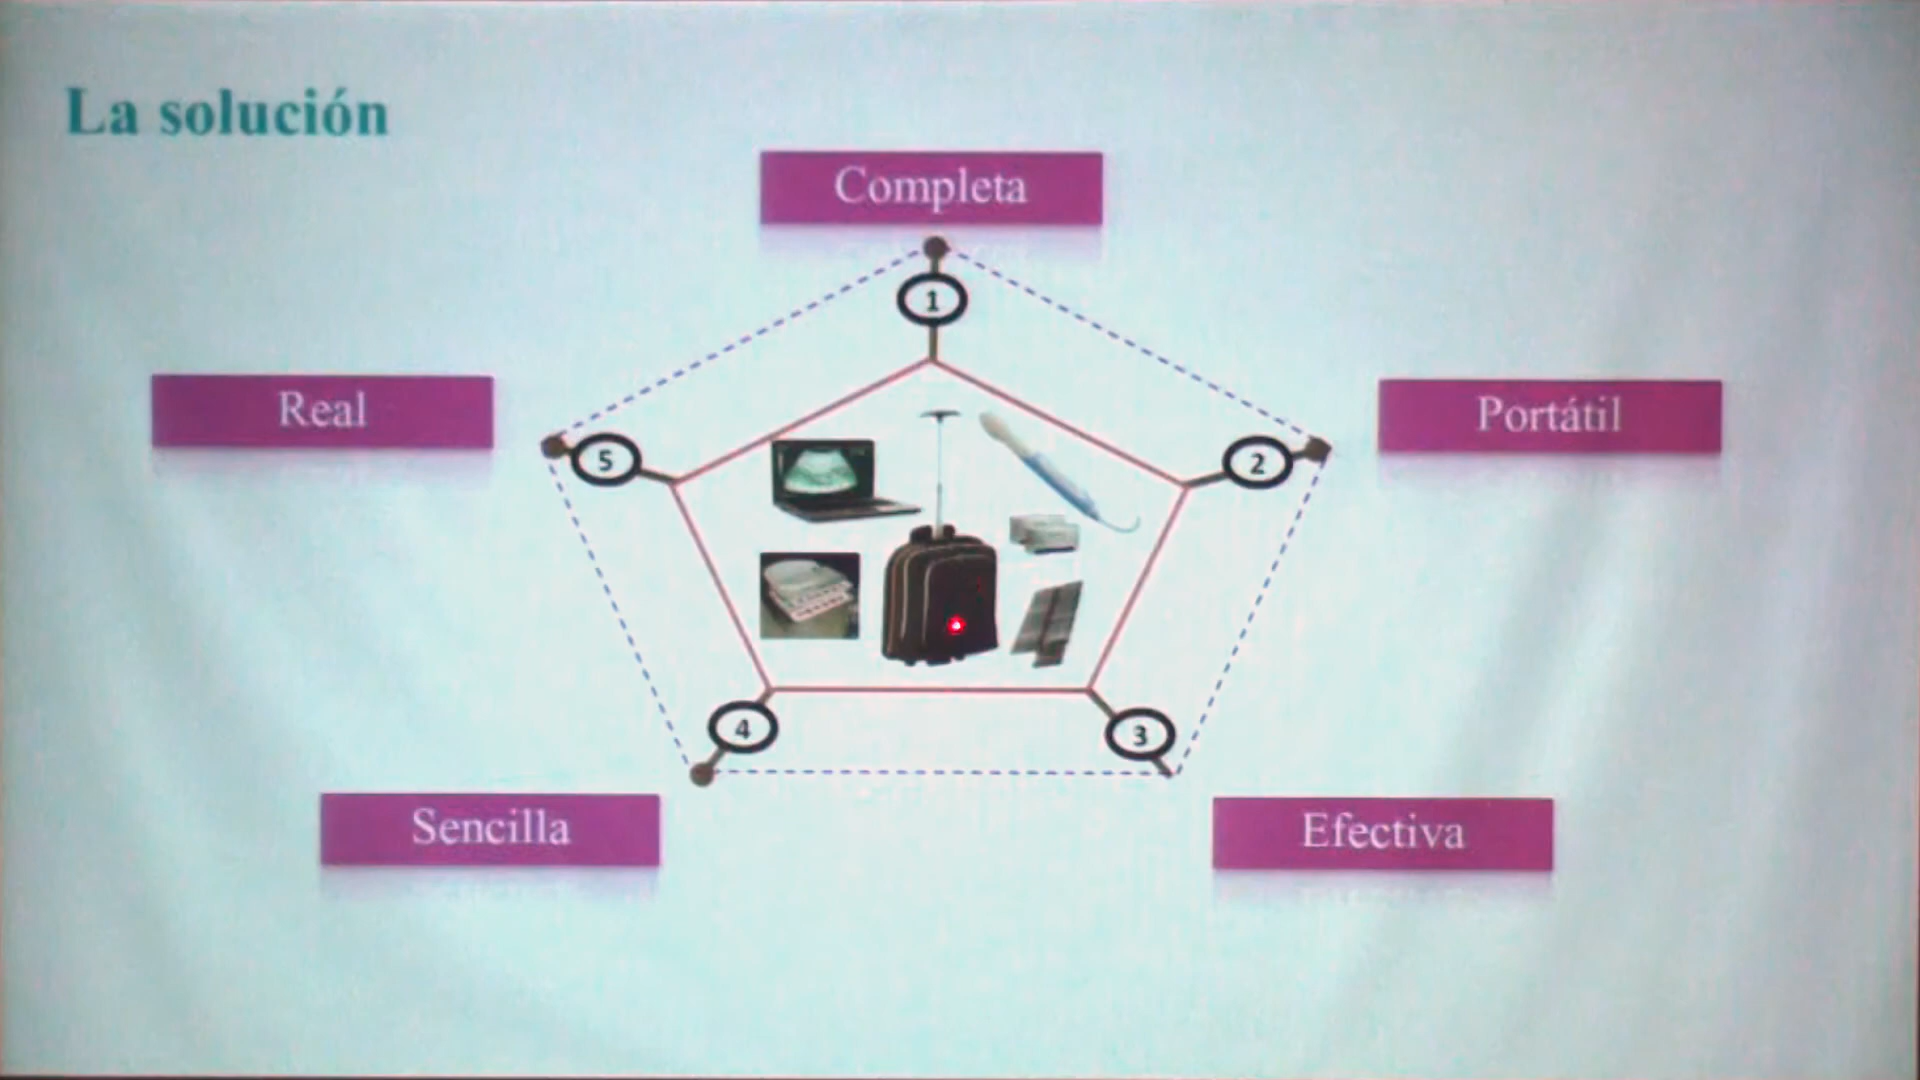 La solución
Completa
1
Real
Portátil
5
2
4
3
Sencilla
Efectiva